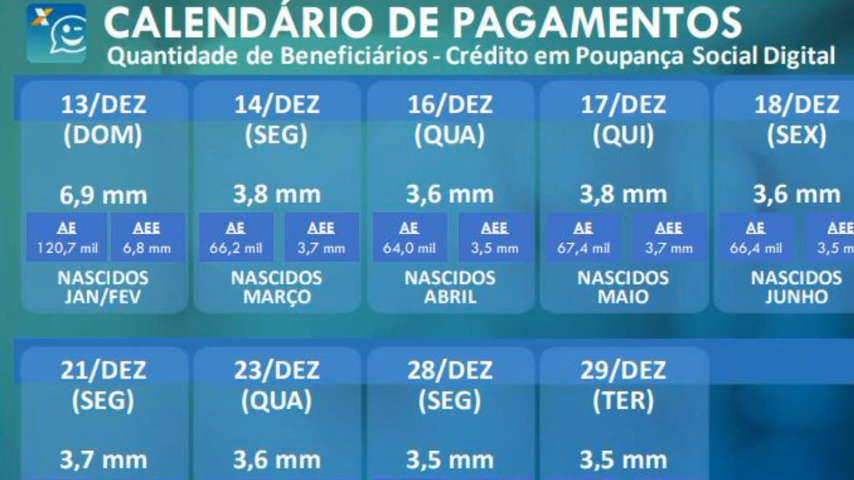 CALENDÁRIO DE PAGAMENTOS
Quantidade de Beneficiários - Crédito em Poupança Social Digital
13/DEZ 14/DEZ 16/DEZ 17/DEZ 18/DEZ
(DOM) (SEG) (QUA) (QUI) (SEX)
6,9 mm 3,8 mm 3,6 mm 3,8 mm 3,6 mm
AE AEE AE AEE AE AEE AE AEE AE AEE
120,7 mil 6,8 mm 66,2 mil 3,7 mm 64,0 mil 3,5 mm 67,4 mil 3,7 mm 66,4 mil 3,5 m
NASCIDOS NASCIDOS NASCIDOS NASCIDOS NASCIDOS
JAN/FEV MARÇO ABRIL MAIO JUNHO
21/DEZ 23/DEZ 28/DEZ 29/DEZ
(SEG) (QUA) (SEG) (TER)
3,7 mm 3,6 mm 3,5 mm 3,5 mm